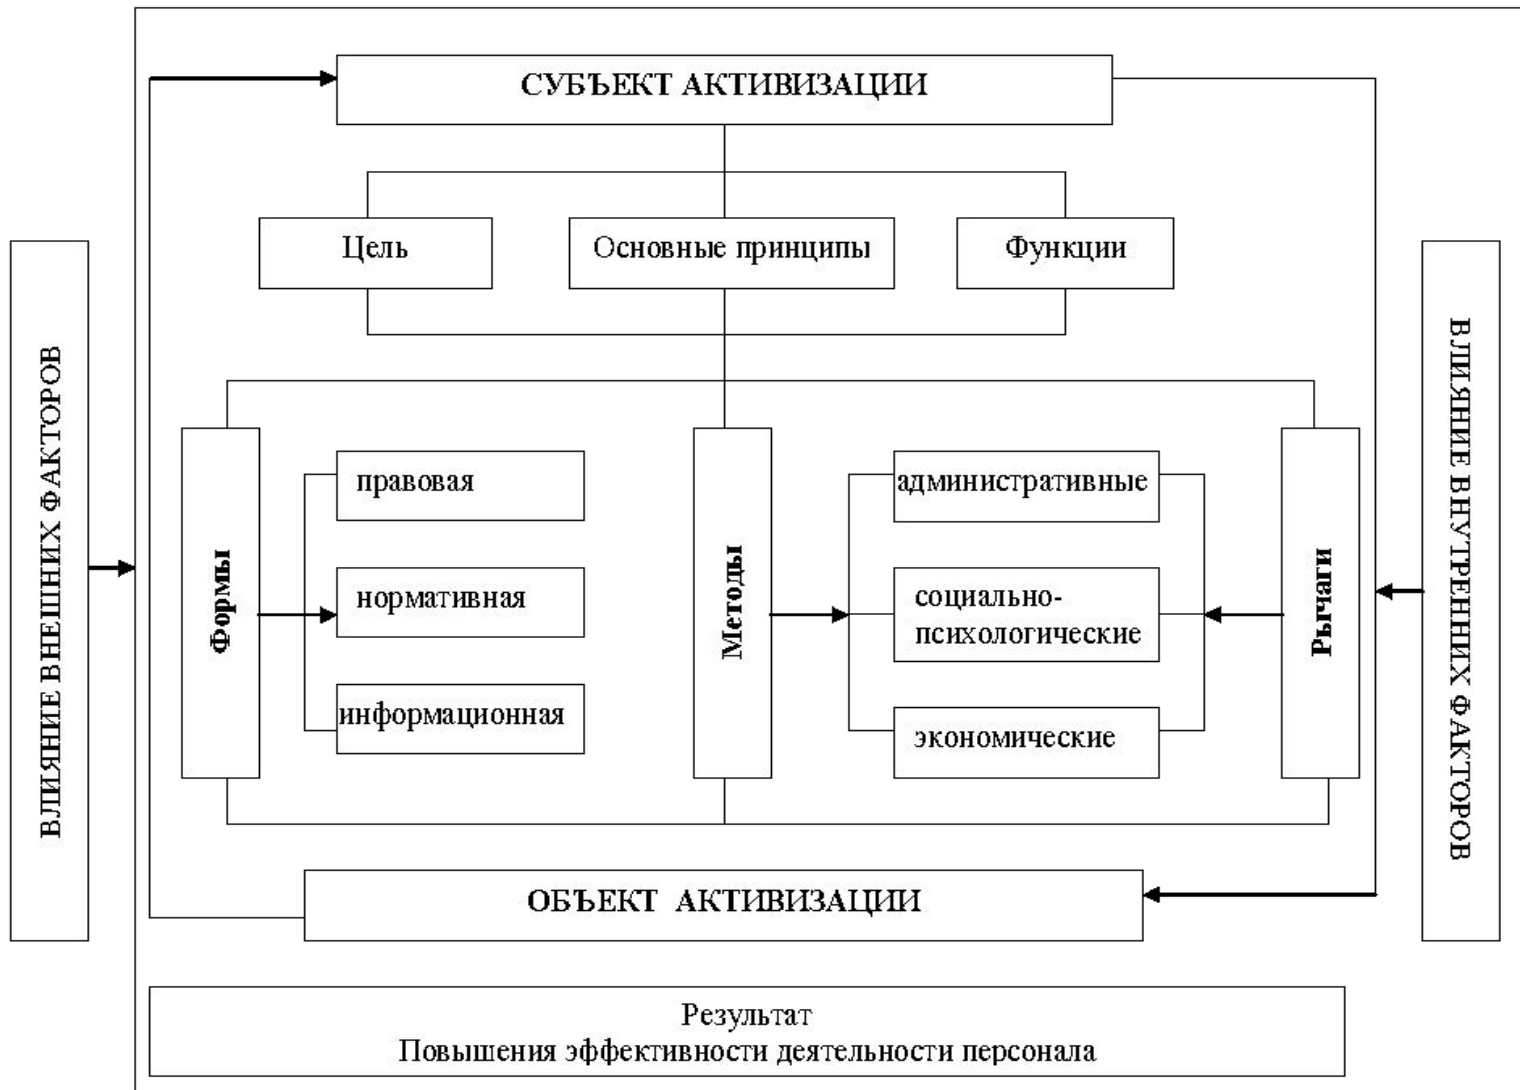 СУБЪЕКТ АКТИВИЗАЦИИ
Цель
Основные принципы
Функции
ВЛИЯНИЕ ВНЕШНИХ ФАКТОРОВ
Формы
правовая
нормативная
информационная
Методы
административные
социально-
психологические
экономические
Рычаги
ВЛИЯНИЕ ВНУТРЕННИХ ФАКТОРОВ
ОБЪЕКТ АКТИВИЗАЦИИ
Результат
Повышения эффективности деятельности персонала